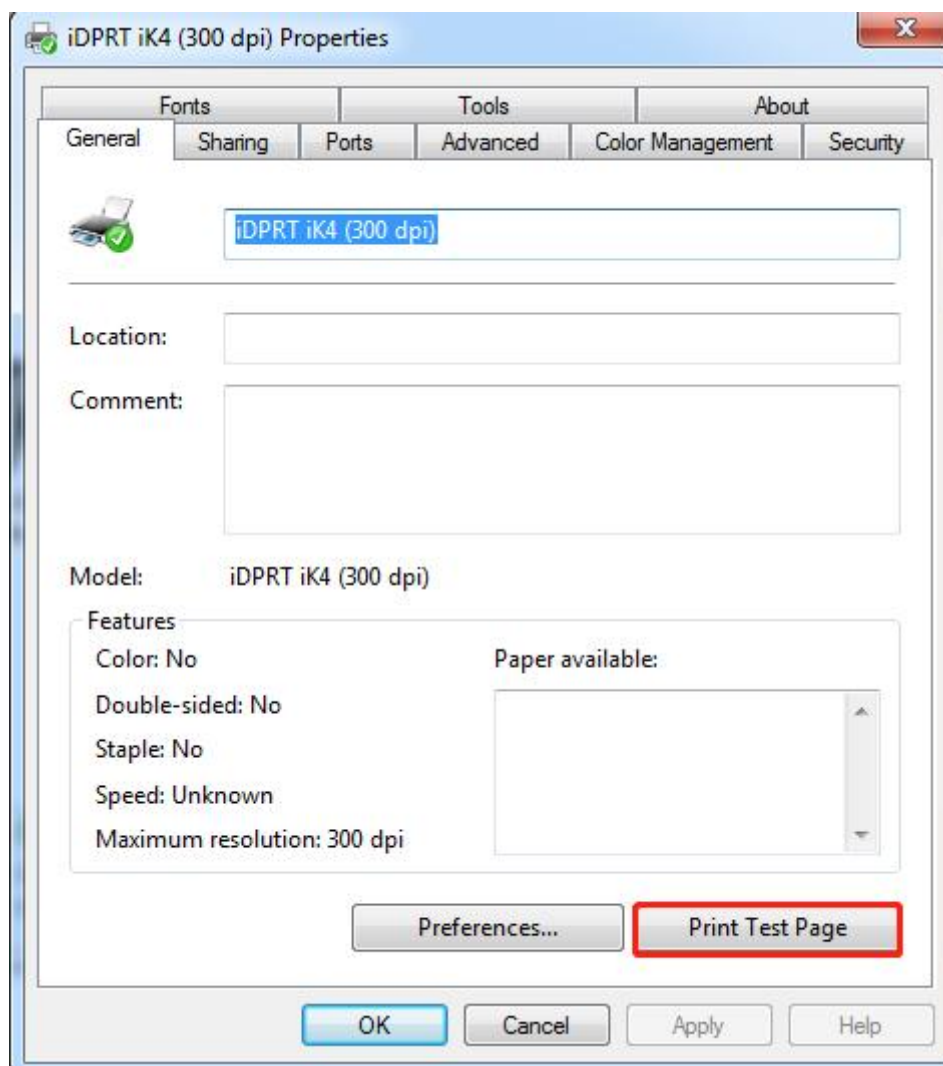 iDPRT iK4 (300 dpi) Properties
X
Fonts Tools About
General Sharing Ports Advanced Color Management Security
iDPRT iK4 (300 dpi)
Location:
Comment:
Model: iDPRT iK4 (300 dpi)
Features
Color: No Paper available:
Double-sided: No
Staple: No
Speed: Unknown
Maximum resolution: 300 dpi
Preferences... Print Test Page
OK Cancel Apply Help